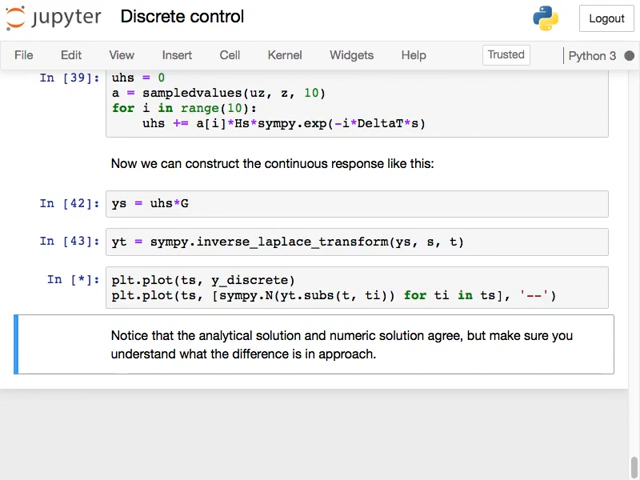 jupyter Discrete control Logout
File Edit View Insert Cell Kernel Widgets Help Trusted Python 3
In [39]: uhs = 0
a = sampledvalues(uz, z, 10)
for i in range(10):
uhs += a[i]*Hs*sympy.exp(-i*DeltaT*s)
Now we can construct the continuous response like this:
In [42]: ys = uhs*G
In [43]: yt = sympy.inverse_laplace_transform(ys, s, t)
In [*]: plt.plot(ts, y_discrete)
plt.plot(ts, [sympy.N(yt.subs(t, ti)) for ti in ts], '--')
Notice that the analytical solution and numeric solution agree, but make sure you
understand what the difference is in approach.